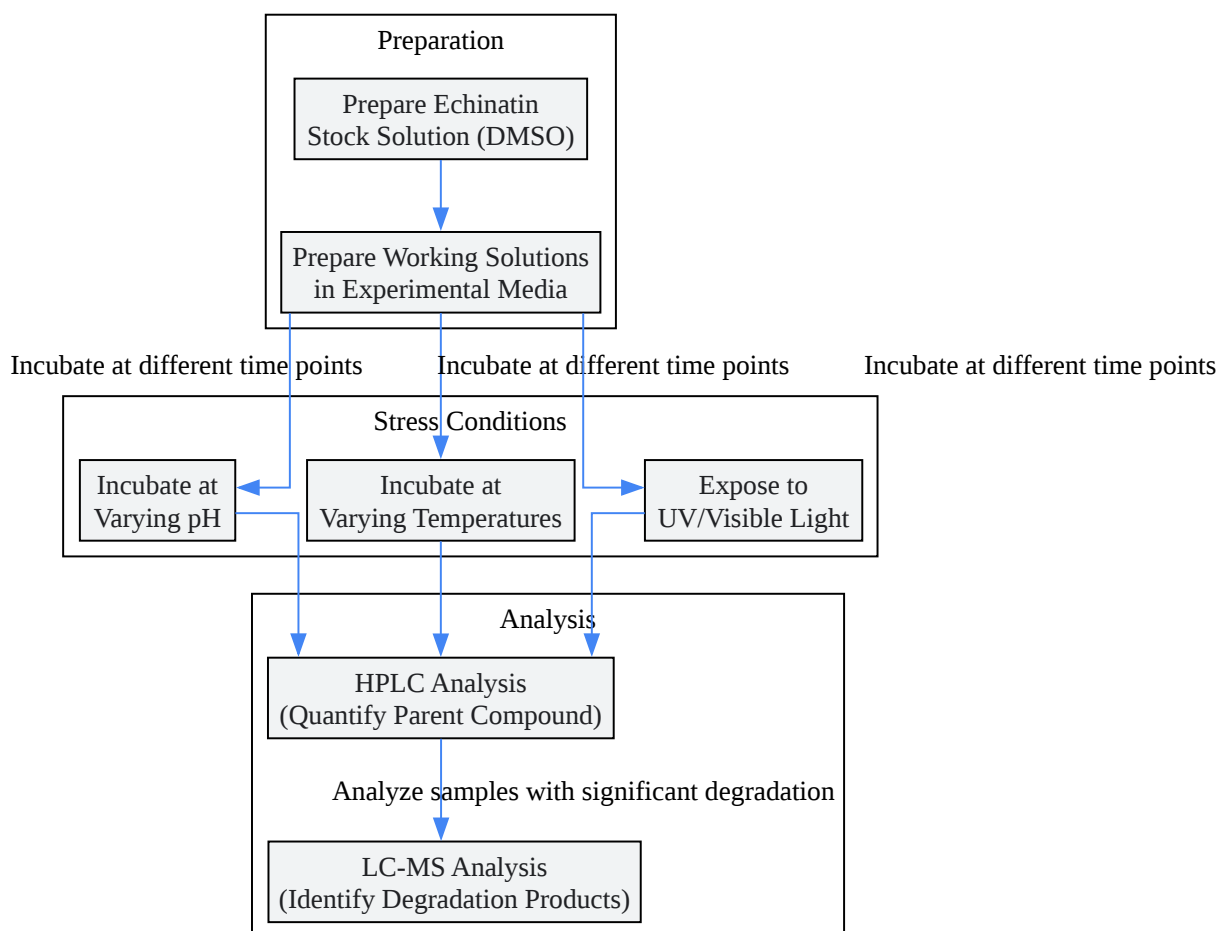 Preparation
Prepare Echinatin
Stock Solution (DMSO)
Prepare Working Solutions
in Experimental Media
Incubate at different time points
Incubate at different time points
Incubate at different time points
Stress Conditions
Incubate at
Varying pH
Incubate at
Varying Temperatures
Expose to
UV/Visible Light
Analysis
HPLC Analysis
(Quantify Parent Compound)
Analyze samples with significant degradation
LC-MS Analysis
(Identify Degradation Products)